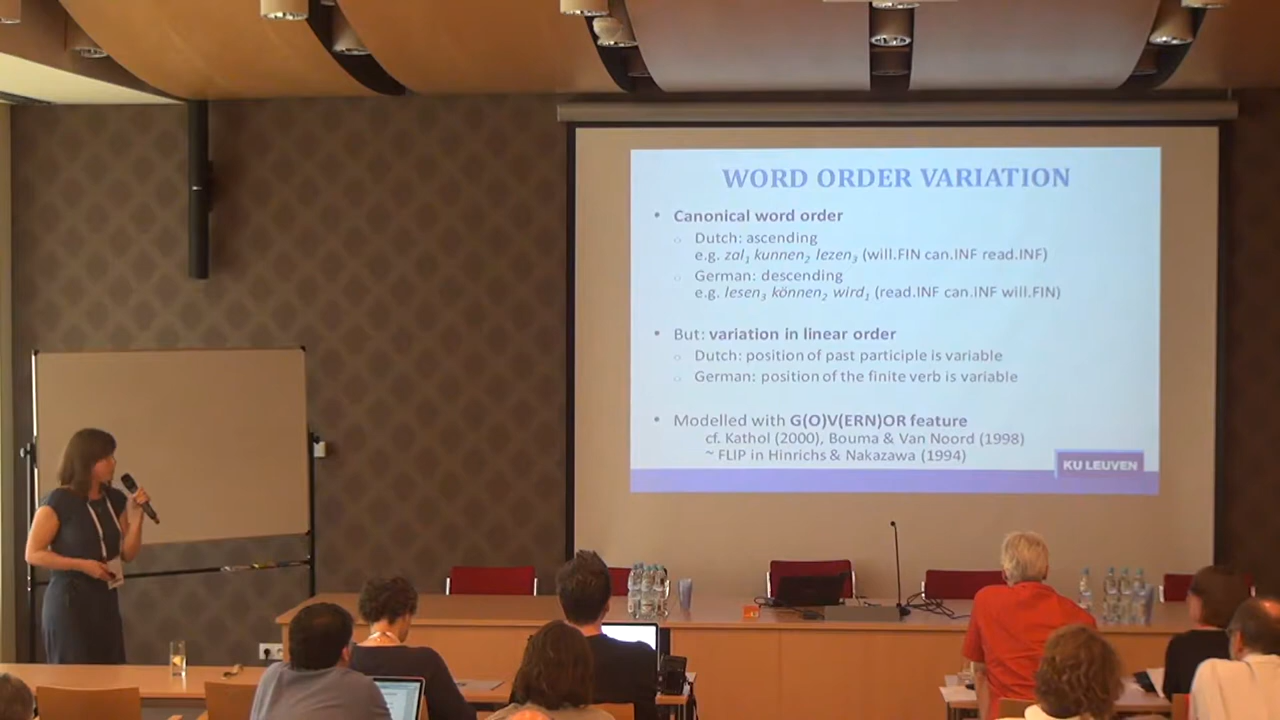 WORD ORDER VARIATION
• Canonical word order
○ Dutch: ascending
e.g. zal₁ kunnen₂ lezen₃ (will.FIN can.INF read.INF)
○ German: descending
e.g. lesen₃ können₂ wird₁ (read.INF can.INF will.FIN)
• But: variation in linear order
○ Dutch: position of past participle is variable
○ German: position of the finite verb is variable
• Modelled with G(O)V(ERN)OR feature
cf. Kathol (2000), Bouma & Van Noord (1998)
~ FLIP in Hinrichs & Nakazawa (1994)
KU LEUVEN